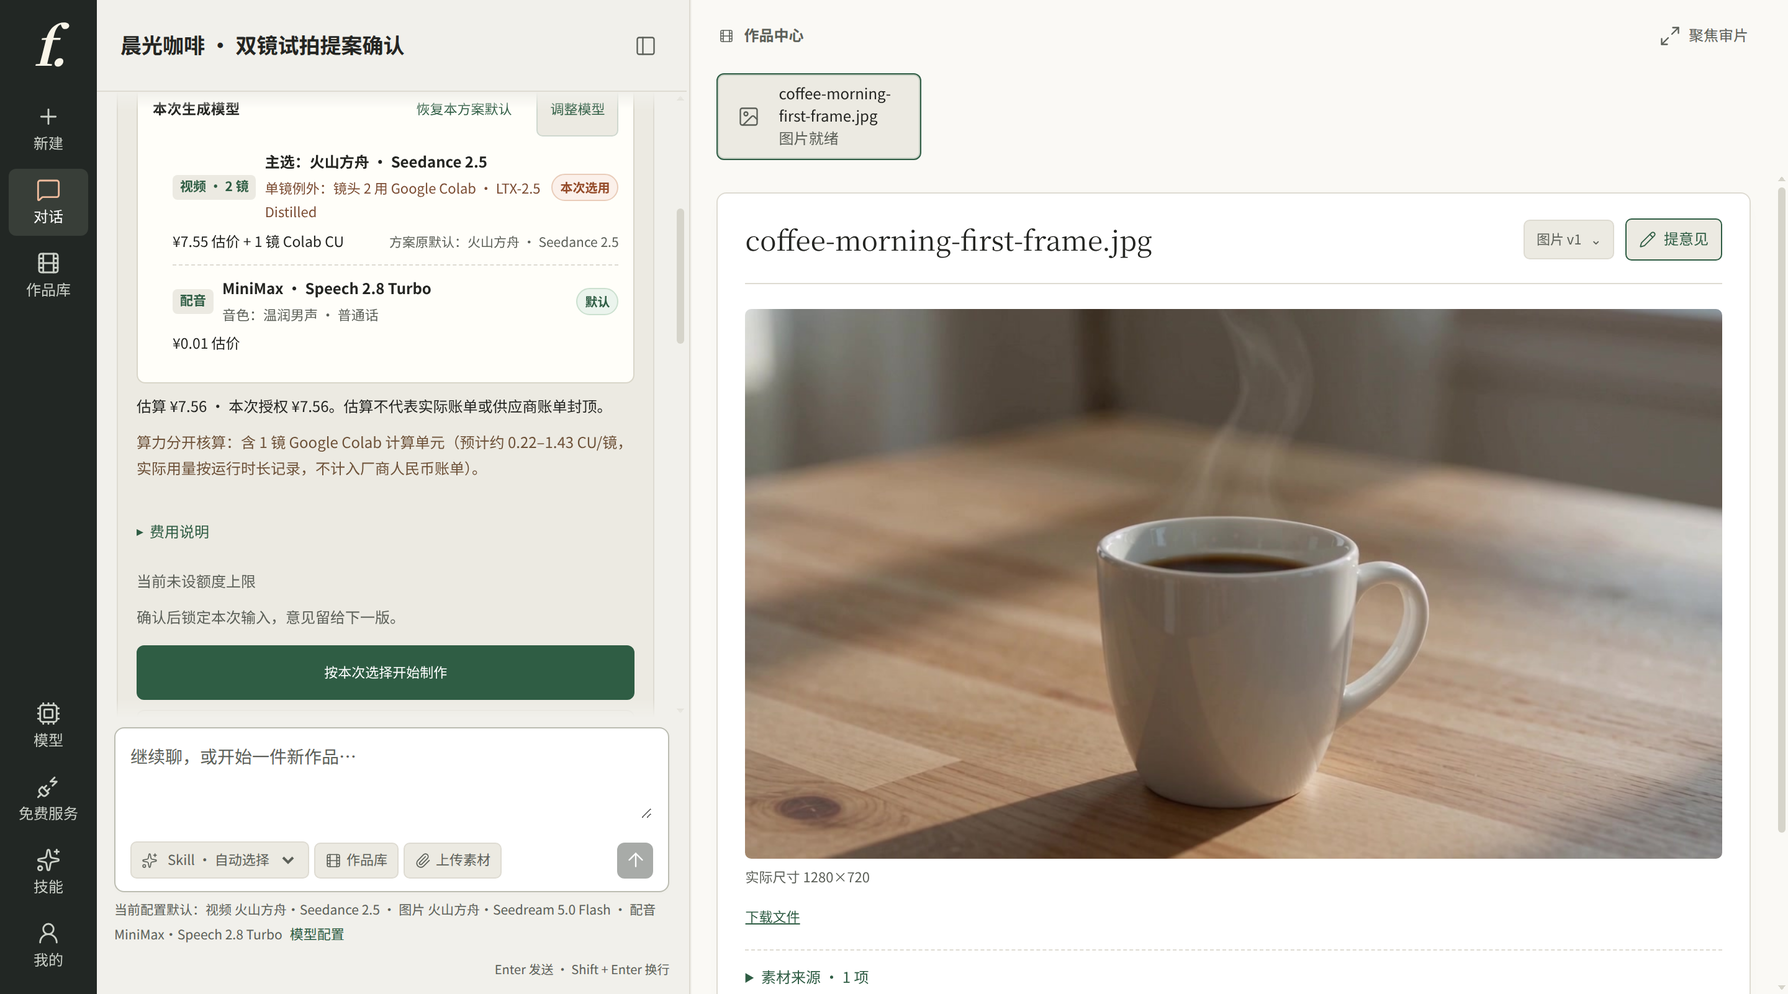 f.
新建
对话
作品库
模型
免费服务
技能
我的
晨光咖啡 · 双镜试拍提案确认
本次生成模型
恢复本方案默认
调整模型
视频 · 2 镜
主选：火山方舟 · Seedance 2.5
单镜例外：镜头 2 用 Google Colab · LTX-2.5
Distilled
本次选用
¥7.55 估价 + 1 镜 Colab CU
方案原默认：火山方舟 · Seedance 2.5
配音
MiniMax · Speech 2.8 Turbo
音色：温润男声 · 普通话
默认
¥0.01 估价
估算 ¥7.56 · 本次授权 ¥7.56。估算不代表实际账单或供应商账单封顶。
算力分开核算：含 1 镜 Google Colab 计算单元（预计约 0.22–1.43 CU/镜，
实际用量按运行时长记录，不计入厂商人民币账单）。
费用说明
当前未设额度上限
确认后锁定本次输入，意见留给下一版。
按本次选择开始制作
继续聊，或开始一件新作品…
Skill · 自动选择
作品库
上传素材
当前配置默认：视频 火山方舟 · Seedance 2.5 · 图片 火山方舟 · Seedream 5.0 Flash · 配音
MiniMax · Speech 2.8 Turbo 模型配置
Enter 发送 · Shift + Enter 换行
作品中心
聚焦审片
coffee-morning-
first-frame.jpg
图片就绪
coffee-morning-first-frame.jpg
图片 v1
提意见
实际尺寸 1280×720
下载文件
素材来源 · 1 项